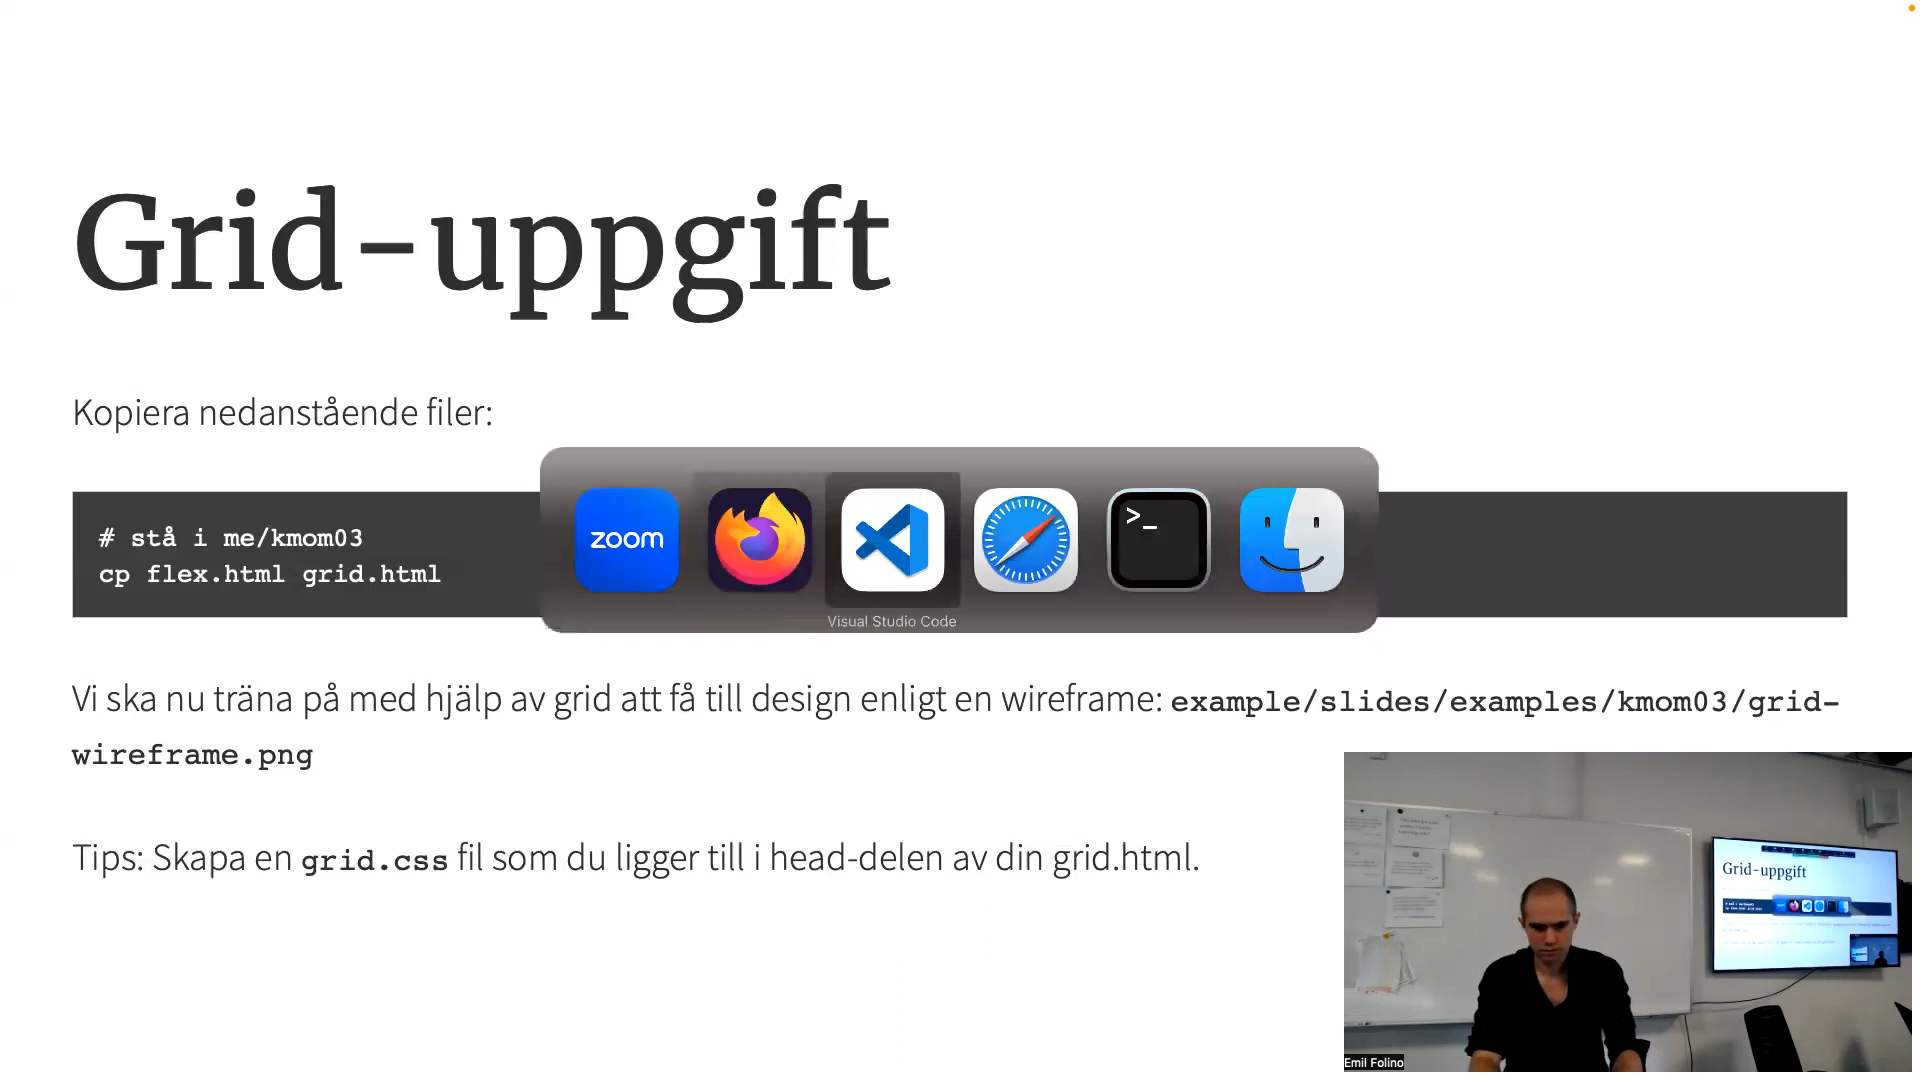 Grid-uppgift
Kopiera nedanstående filer:
# stå i me/kmom03
cp flex.html grid.html
zoom
>_
Visual Studio Code
Vi ska nu träna på med hjälp av grid att få till design enligt en wireframe: example/slides/examples/kmom03/grid-
wireframe.png
Tips: Skapa en grid.css fil som du ligger till i head-delen av din grid.html.
Grid-uppgift
Emil Folino